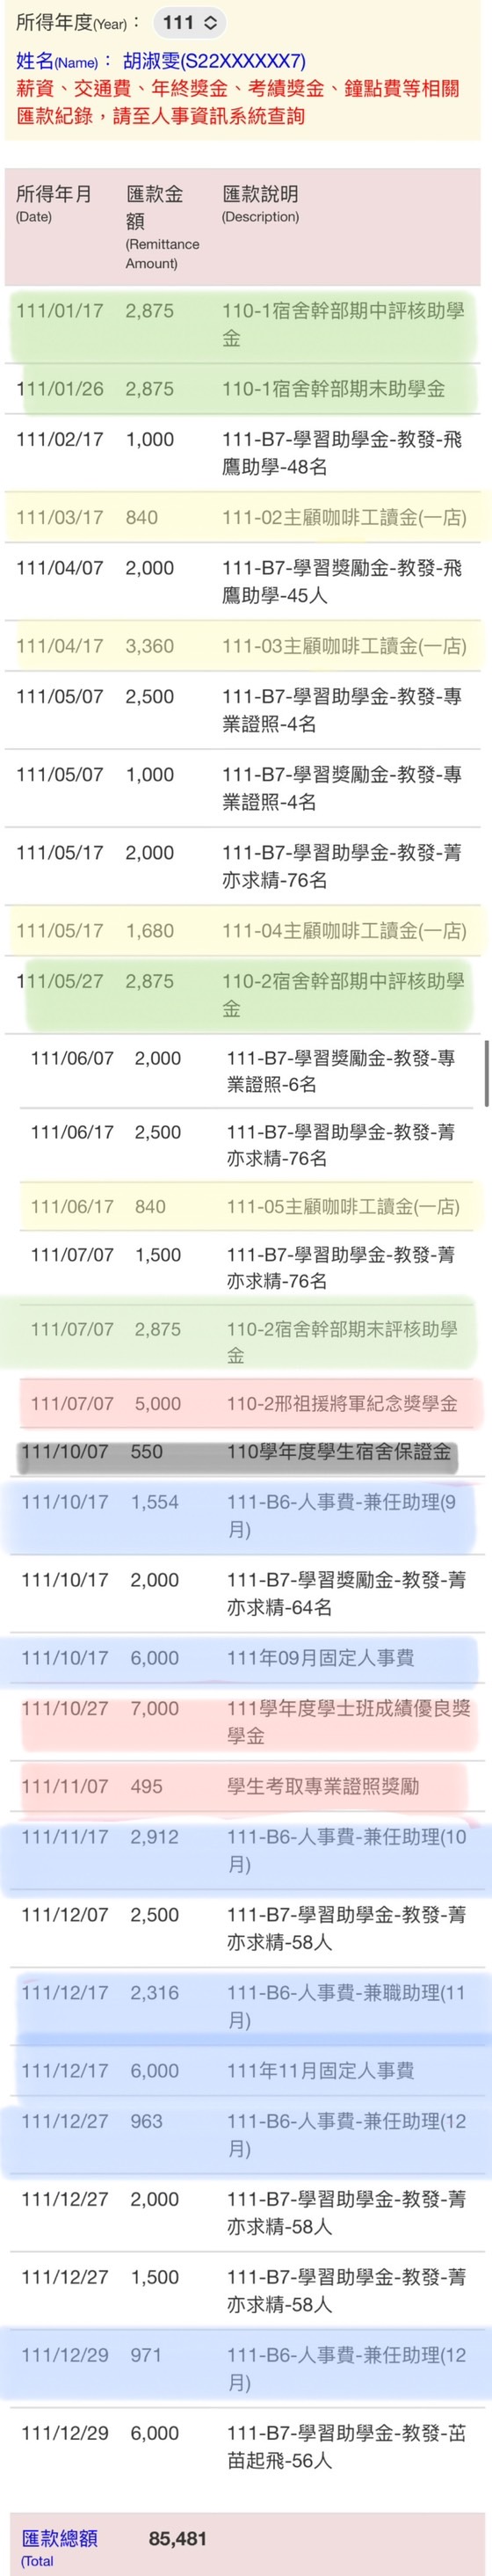 所得年度(Year)： 111
姓名(Name)： 胡淑雯(S22XXXXXX7)
薪資、交通費、年終獎金、考績獎金、鐘點費等相關
匯款紀錄，請至人事資訊系統查詢
所得年月 匯款金 匯款說明
(Date) 額 (Description)
(Remittance
Amount)
111/01/17 2,875 110-1宿舍幹部期中評核助學
金
111/01/26 2,875 110-1宿舍幹部期末助學金
111/02/17 1,000 111-B7-學習助學金-教發-飛
鷹助學-48名
111/03/17 840 111-02主顧咖啡工讀金(一店)
111/04/07 2,000 111-B7-學習獎勵金-教發-飛
鷹助學-45人
111/04/17 3,360 111-03主顧咖啡工讀金(一店)
111/05/07 2,500 111-B7-學習助學金-教發-專
業證照-4名
111/05/07 1,000 111-B7-學習獎勵金-教發-專
業證照-4名
111/05/17 2,000 111-B7-學習助學金-教發-菁
亦求精-76名
111/05/17 1,680 111-04主顧咖啡工讀金(一店)
111/05/27 2,875 110-2宿舍幹部期中評核助學
金
111/06/07 2,000 111-B7-學習獎勵金-教發-專
業證照-6名
111/06/17 2,500 111-B7-學習助學金-教發-菁
亦求精-76名
111/06/17 840 111-05主顧咖啡工讀金(一店)
111/07/07 1,500 111-B7-學習助學金-教發-菁
亦求精-76名
111/07/07 2,875 110-2宿舍幹部期末評核助學
金
111/07/07 5,000 110-2邢祖援將軍紀念獎學金
111/10/07 550 110學年度學生宿舍保證金
111/10/17 1,554 111-B6-人事費-兼任助理(9
月)
111/10/17 2,000 111-B7-學習獎勵金-教發-菁
亦求精-64名
111/10/17 6,000 111年09月固定人事費
111/10/27 7,000 111學年度學士班成績優良獎
學金
111/11/07 495 學生考取專業證照獎勵
111/11/17 2,912 111-B6-人事費-兼任助理(10
月)
111/12/07 2,500 111-B7-學習助學金-教發-菁
亦求精-58人
111/12/17 2,316 111-B6-人事費-兼職助理(11
月)
111/12/17 6,000 111年11月固定人事費
111/12/27 963 111-B6-人事費-兼任助理(12
月)
111/12/27 2,000 111-B7-學習助學金-教發-菁
亦求精-58人
111/12/27 1,500 111-B7-學習助學金-教發-菁
亦求精-58人
111/12/29 971 111-B6-人事費-兼任助理(12
月)
111/12/29 6,000 111-B7-學習助學金-教發-茁
苗起飛-56人
匯款總額 85,481
(Total